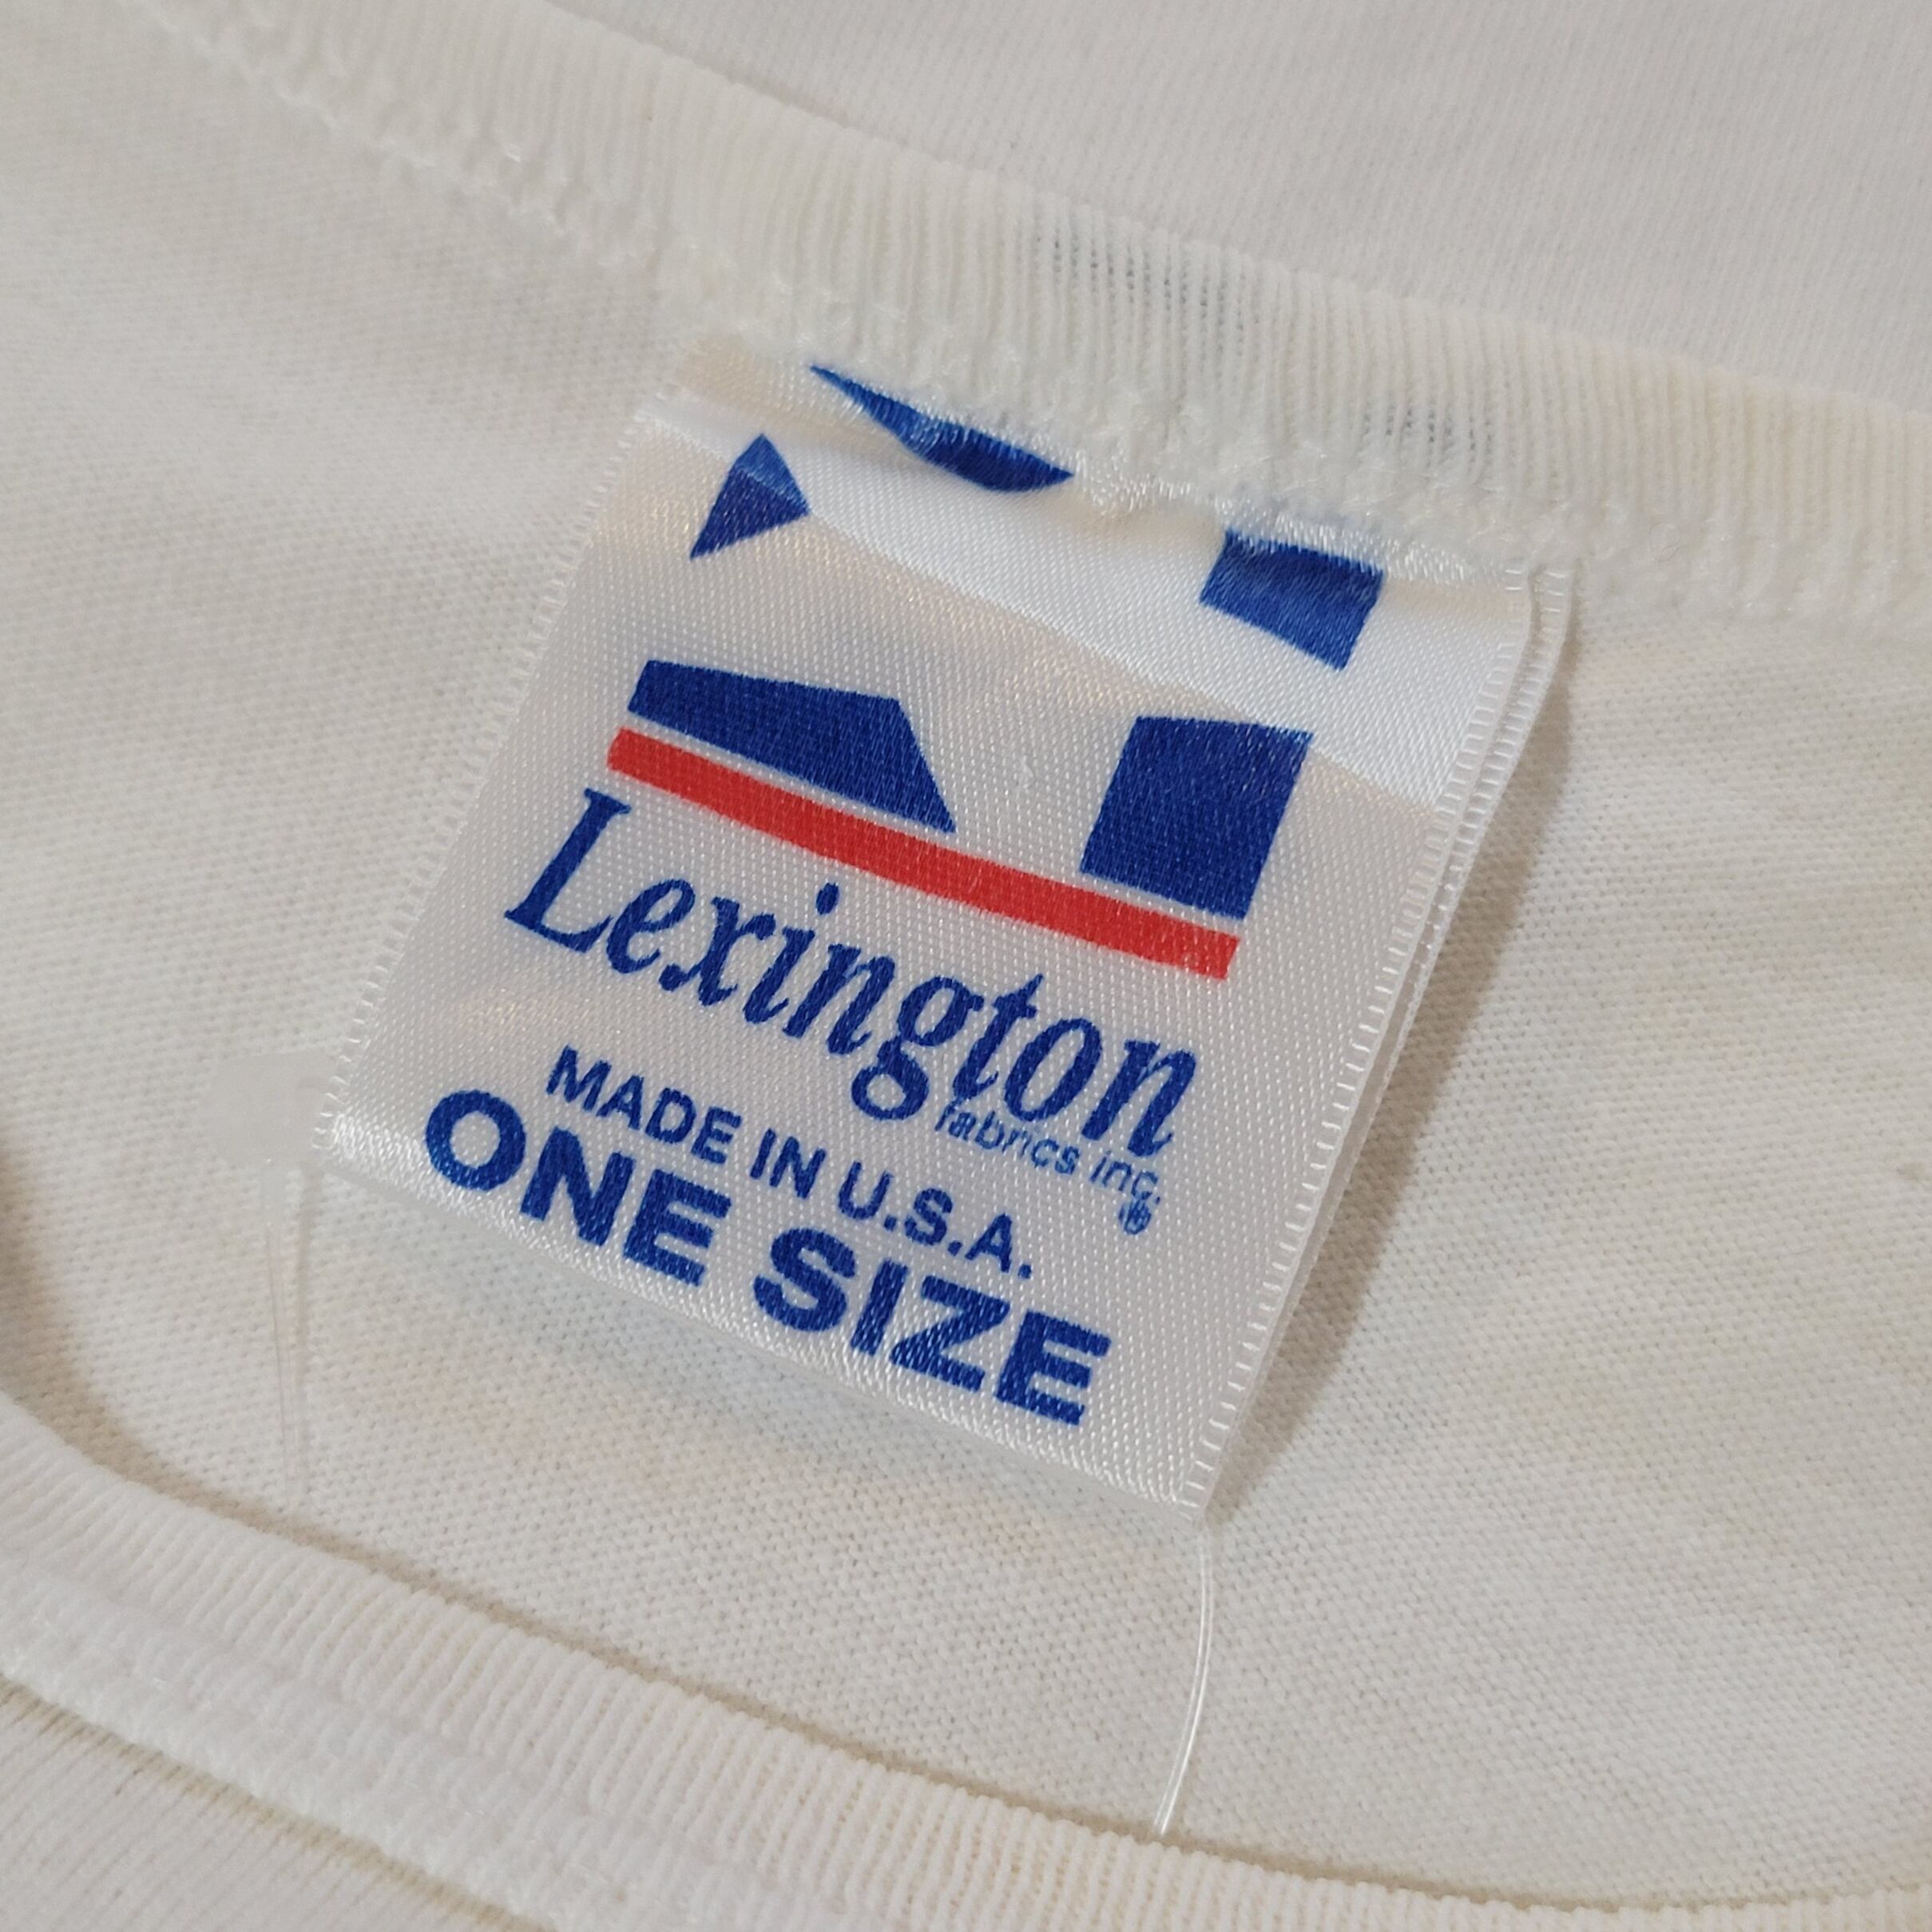 Lexington
fabrics inc.
®
MADE IN U.S.A.
ONE SIZE